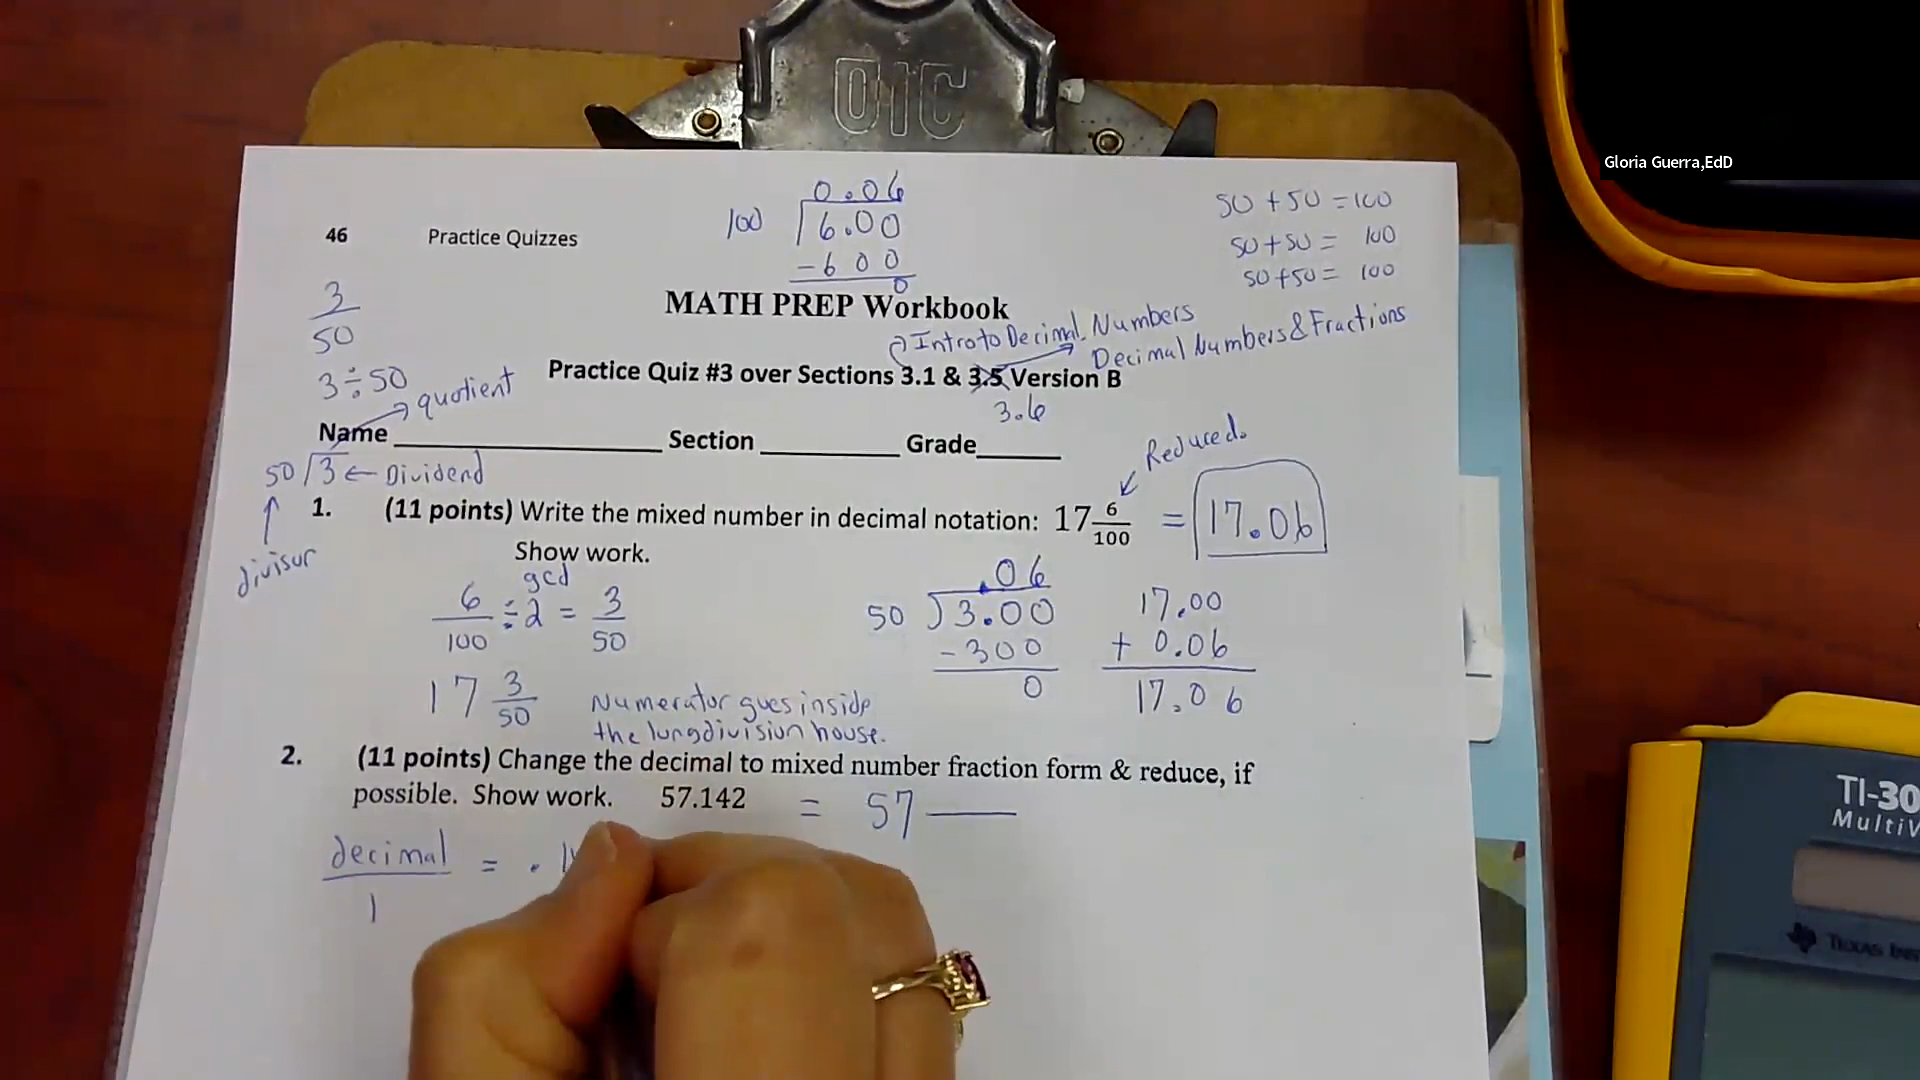 OIC
Gloria Guerra,EdD
0.06
100 6.00
-600
0
50 + 50 = 100
50+50 = 100
50+50= 100
46 Practice Quizzes
3
50
3÷50
quotient
MATH PREP Workbook
Intro to Decimal Numbers
Decimal Numbers & Fractions
Practice Quiz #3 over Sections 3.1 & 3.5 Version B
3.6
Name Section Grade
50 3 ← Dividend
divisor
Reduced.
1. (11 points) Write the mixed number in decimal notation: 17 6/100 = 17.06
Show work.
gcd
6/100 ÷ 2 = 3/50
17 3/50
Numerator goes inside
the long division house.
.06
50 3.00
-300
0
17.00
+ 0.06
17.06
2. (11 points) Change the decimal to mixed number fraction form & reduce, if
possible. Show work. 57.142 = 57
decimal = .1
1
TI-30
MultiV
TEXAS INS